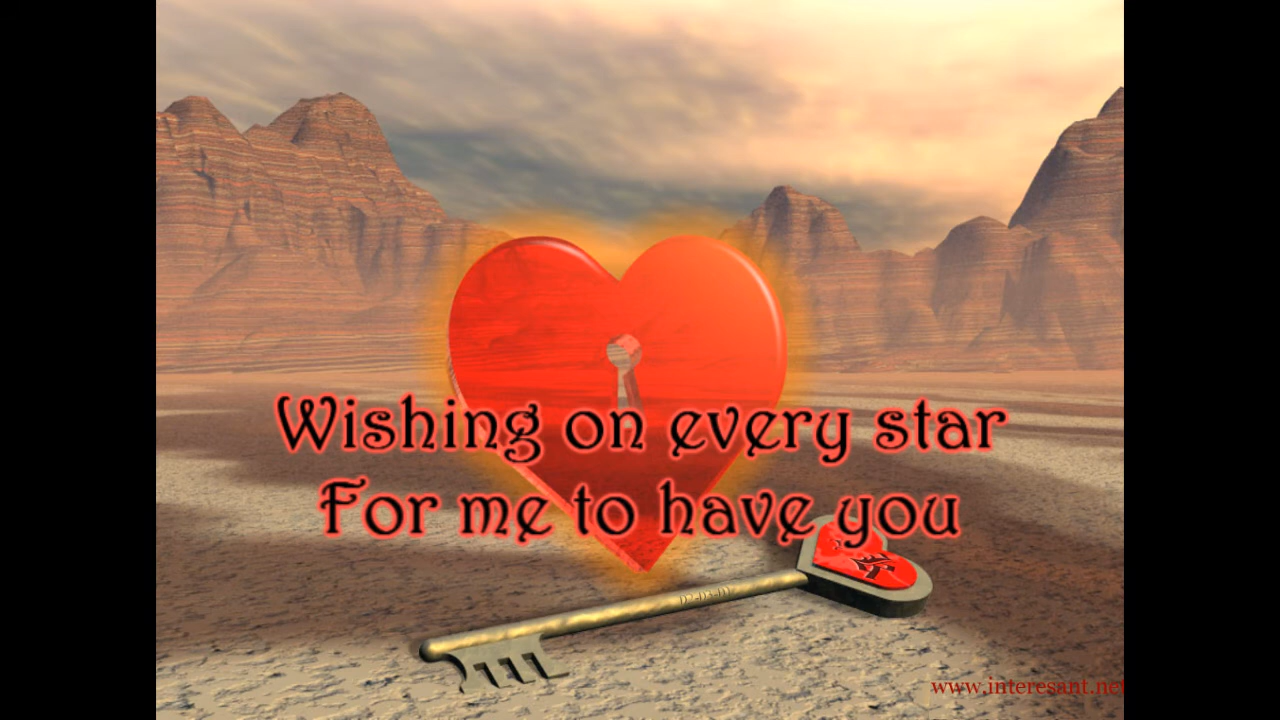 Wishing on every star
For me to have you
www.interesant.net